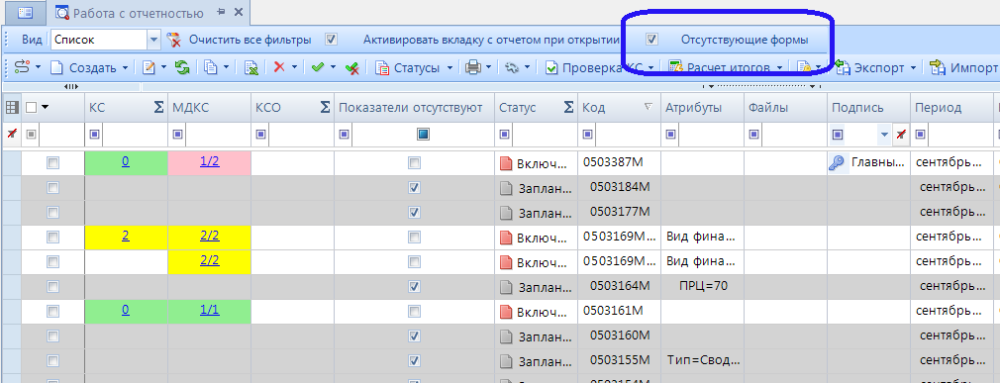 Работа с отчетностью
Вид Список Очистить все фильтры Активировать вкладку с отчетом при открытии Отсутствующие формы
Создать Статусы Проверка КС Расчет итогов Экспорт Импорт
КС Σ МДКС Σ КСО Показатели отсутствуют Статус Σ Код Атрибуты Файлы Подпись Период
0 1/2 Включ... 0503387М Главны... сентябрь...
Заплан... 0503184М сентябрь...
Заплан... 0503177М сентябрь...
2 2/2 Включ... 0503169М... Вид фина... сентябрь...
2/2 Включ... 0503169М... Вид фина... сентябрь...
Заплан... 0503164М ПРЦ=70 сентябрь...
0 1/1 Включ... 0503161М сентябрь...
Заплан... 0503160М сентябрь...
Заплан... 0503155М Тип=Свод... сентябрь...